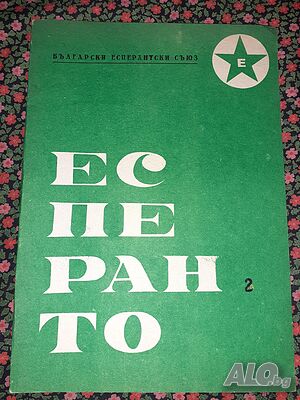 БЪЛГАРСКИ ЕСПЕРАНТСКИ СЪЮЗ
Е
ЕС
ПЕ
РАН
ТО
2
ALO.bg